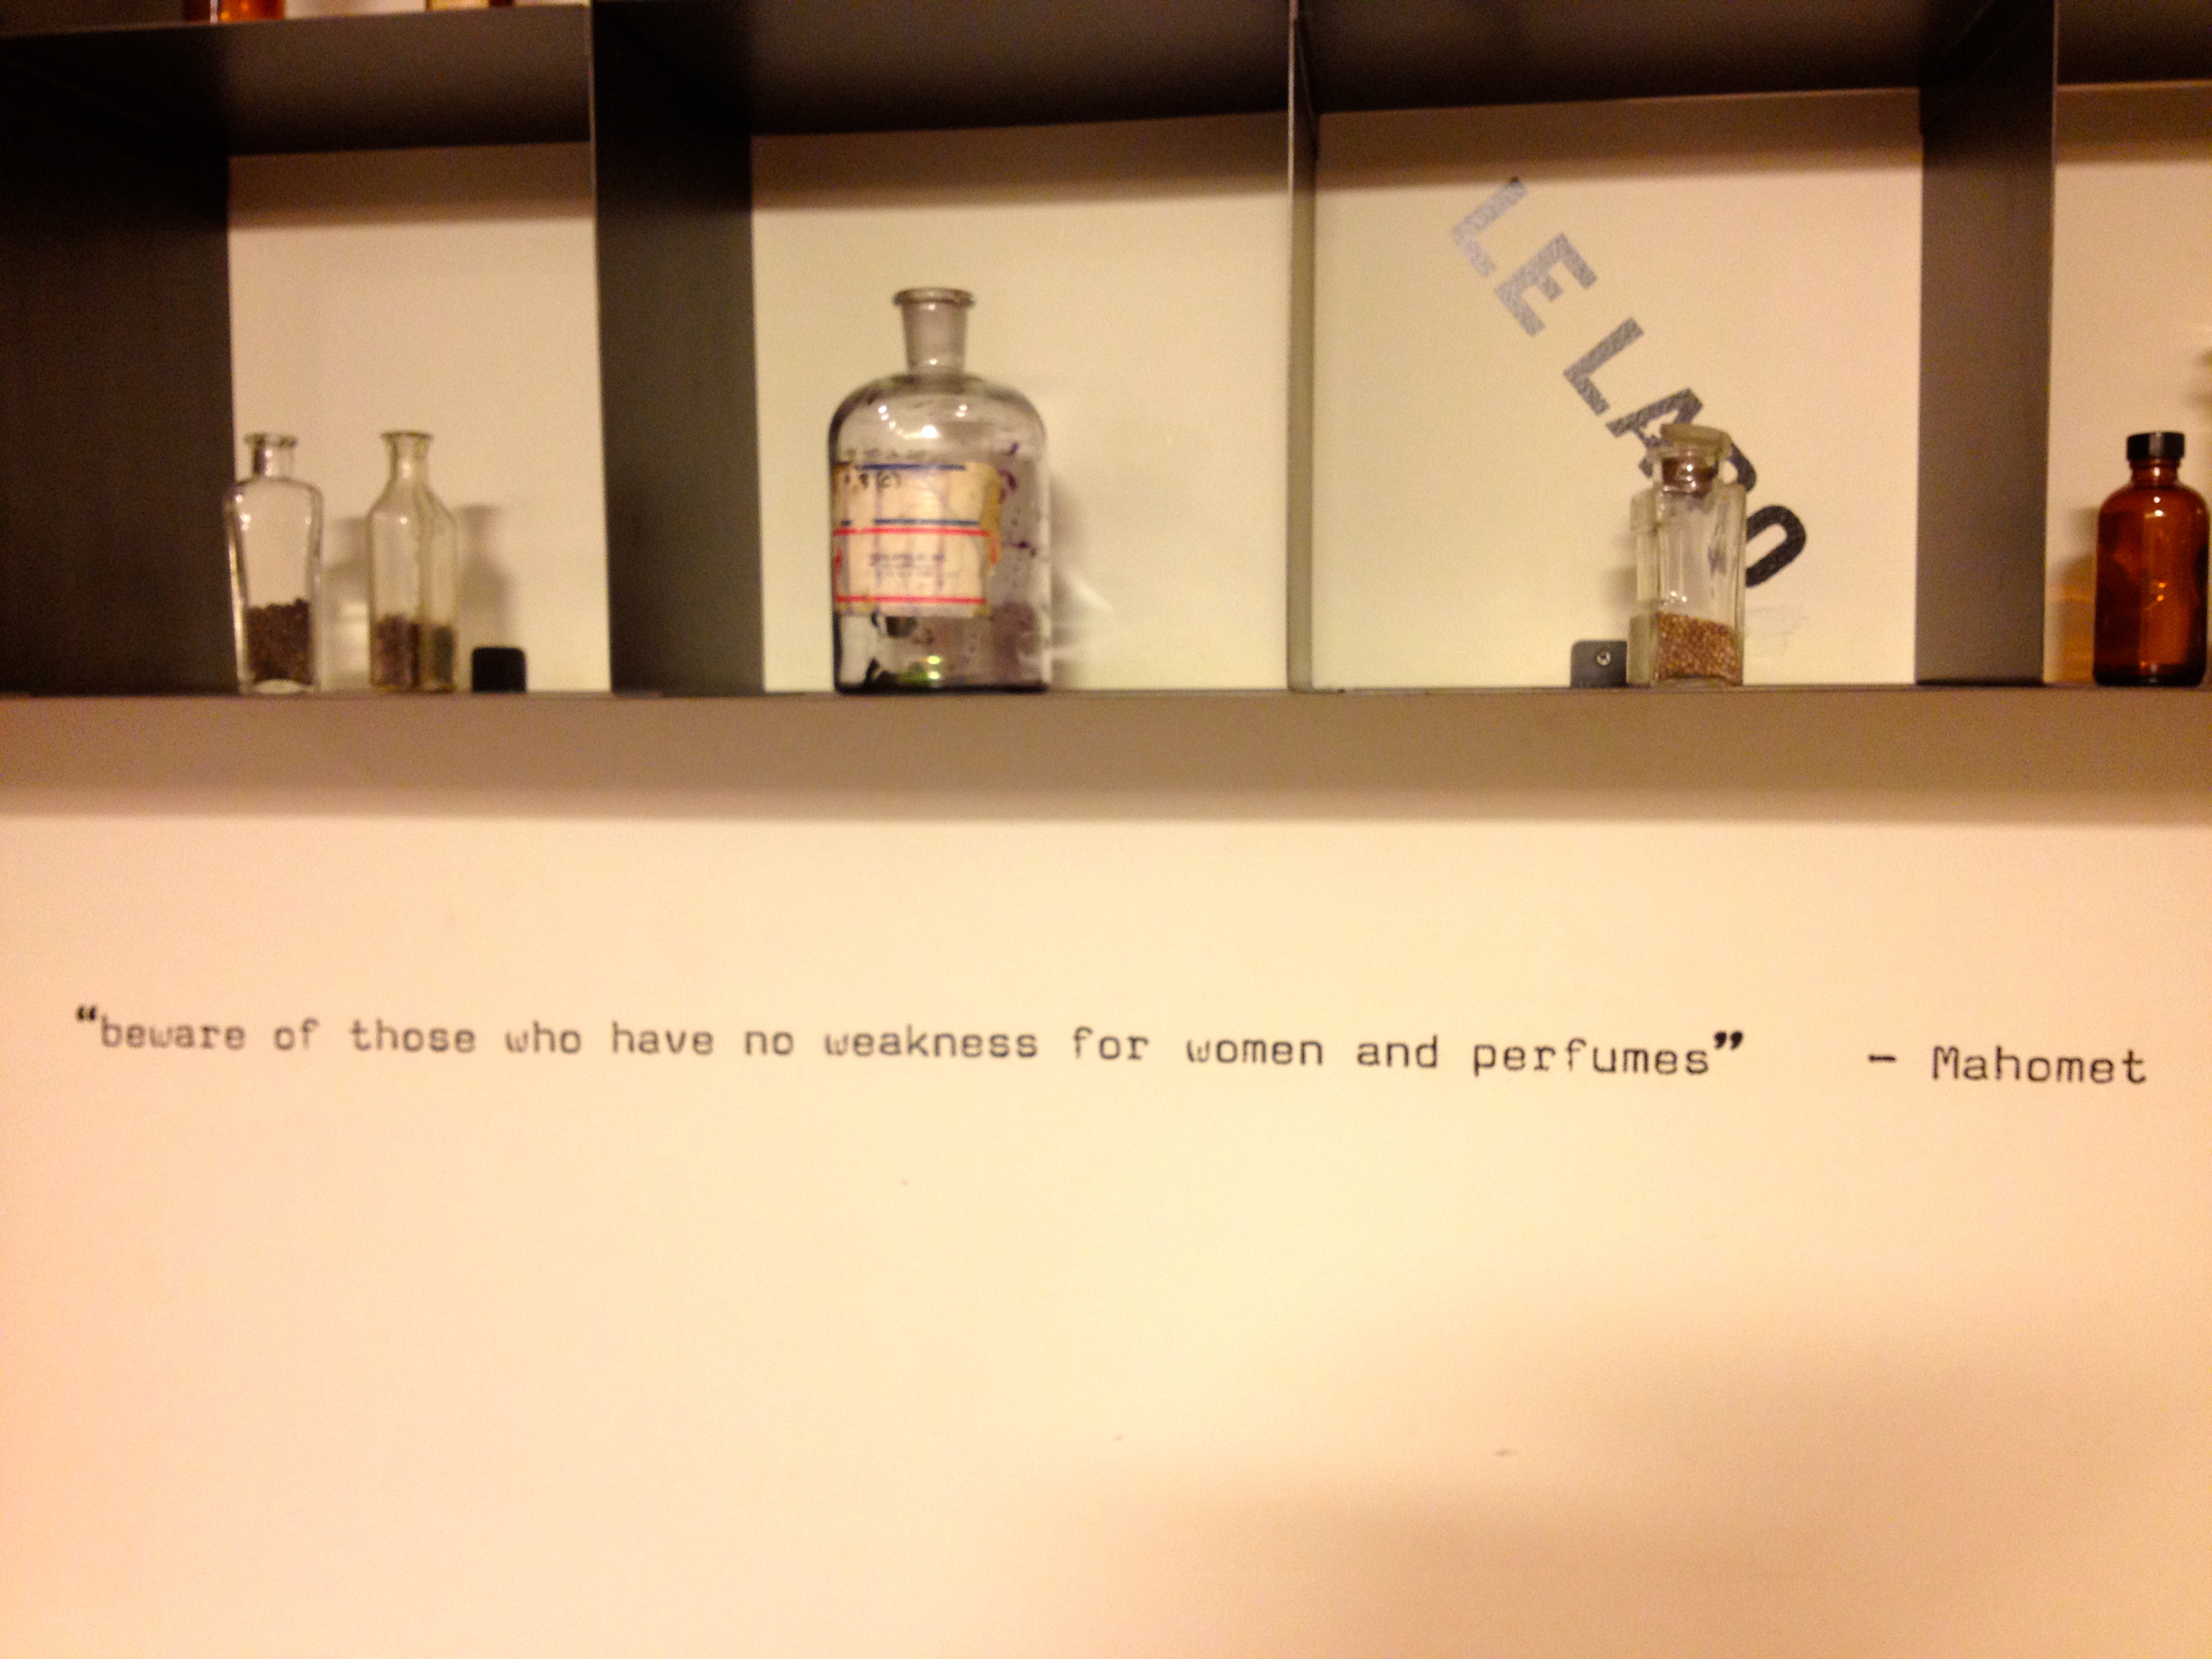 LE LABO
“beware of those who have no weakness for women and perfumes” – Mahomet